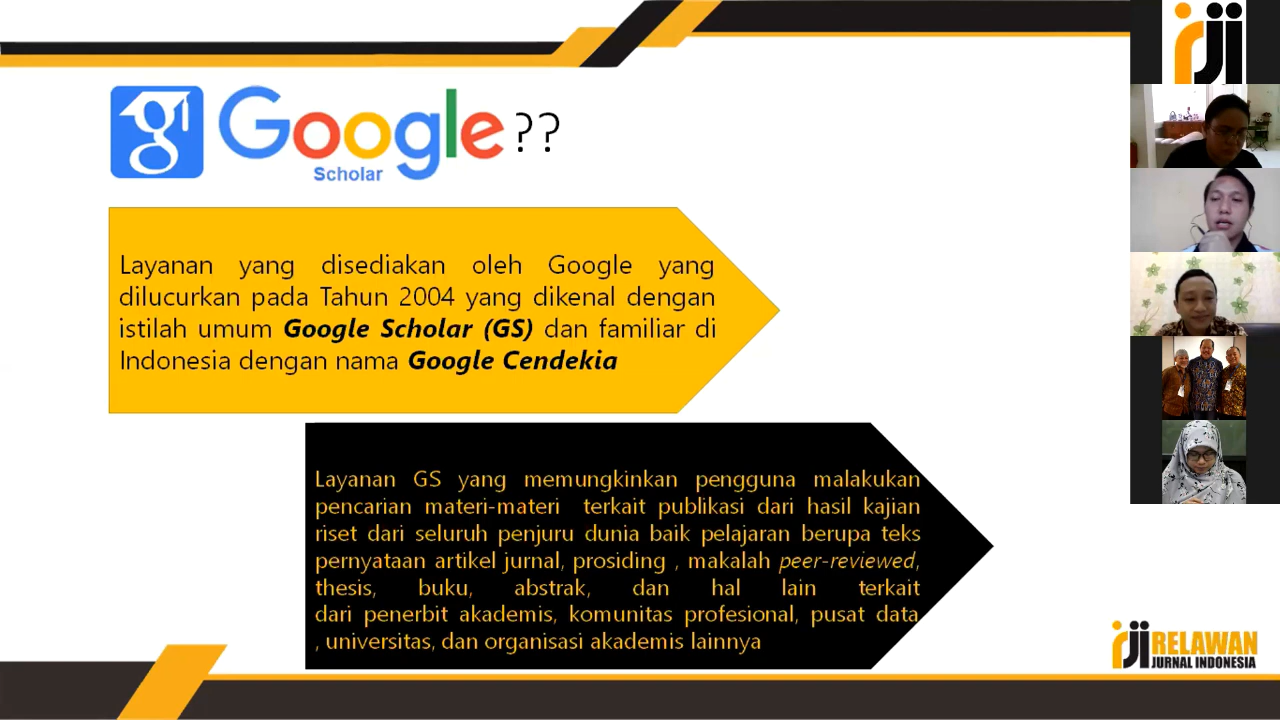 Google ??
Scholar
Layanan yang disediakan oleh Google yang
dilucurkan pada Tahun 2004 yang dikenal dengan
istilah umum Google Scholar (GS) dan familiar di
Indonesia dengan nama Google Cendekia
Layanan GS yang memungkinkan pengguna malakukan
pencarian materi-materi terkait publikasi dari hasil kajian
riset dari seluruh penjuru dunia baik pelajaran berupa teks
pernyataan artikel jurnal, prosiding , makalah peer-reviewed,
thesis, buku, abstrak, dan hal lain terkait
dari penerbit akademis, komunitas profesional, pusat data
, universitas, dan organisasi akademis lainnya
rji
rji RELAWAN
JURNAL INDONESIA